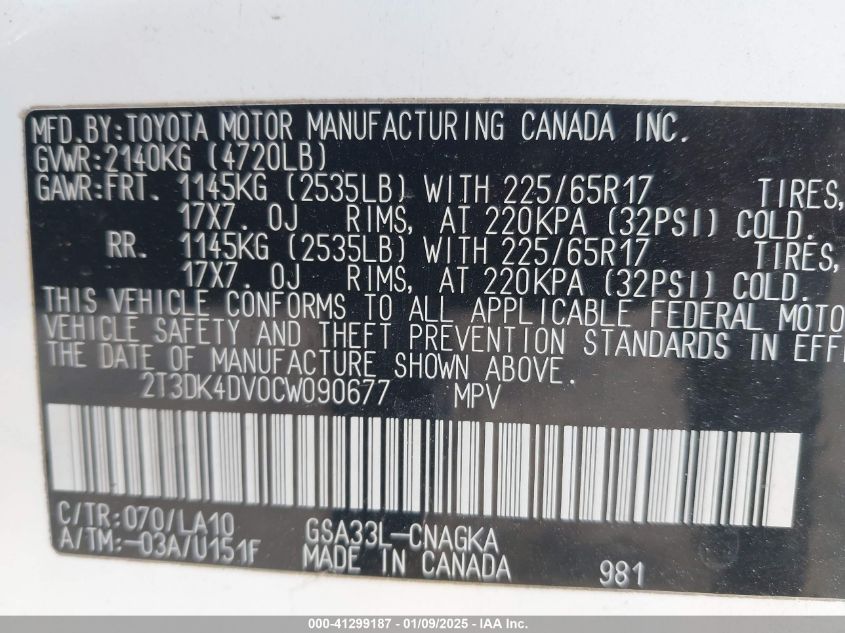 MFD.BY:TOYOTA MOTOR MANUFACTURING CANADA INC.
GVWR:2140KG (4720LB)
GAWR:FRT. 1145KG (2535LB) WITH 225/65R17 TIRES,
17X7.0J RIMS, AT 220KPA (32PSI) COLD.
RR. 1145KG (2535LB) WITH 225/65R17 TIRES,
17X7.0J RIMS, AT 220KPA (32PSI) COLD.
THIS VEHICLE CONFORMS TO ALL APPLICABLE FEDERAL MOTO
VEHICLE SAFETY AND THEFT PREVENTION STANDARDS IN EFF
THE DATE OF MANUFACTURE SHOWN ABOVE.
2T3DK4DV0CW090677 MPV
C/TR:070/LA10 GSA33L-CNAGKA
A/TM:-03A/U151F MADE IN CANADA 981
000-41299187 - 01/09/2025 - IAA Inc.